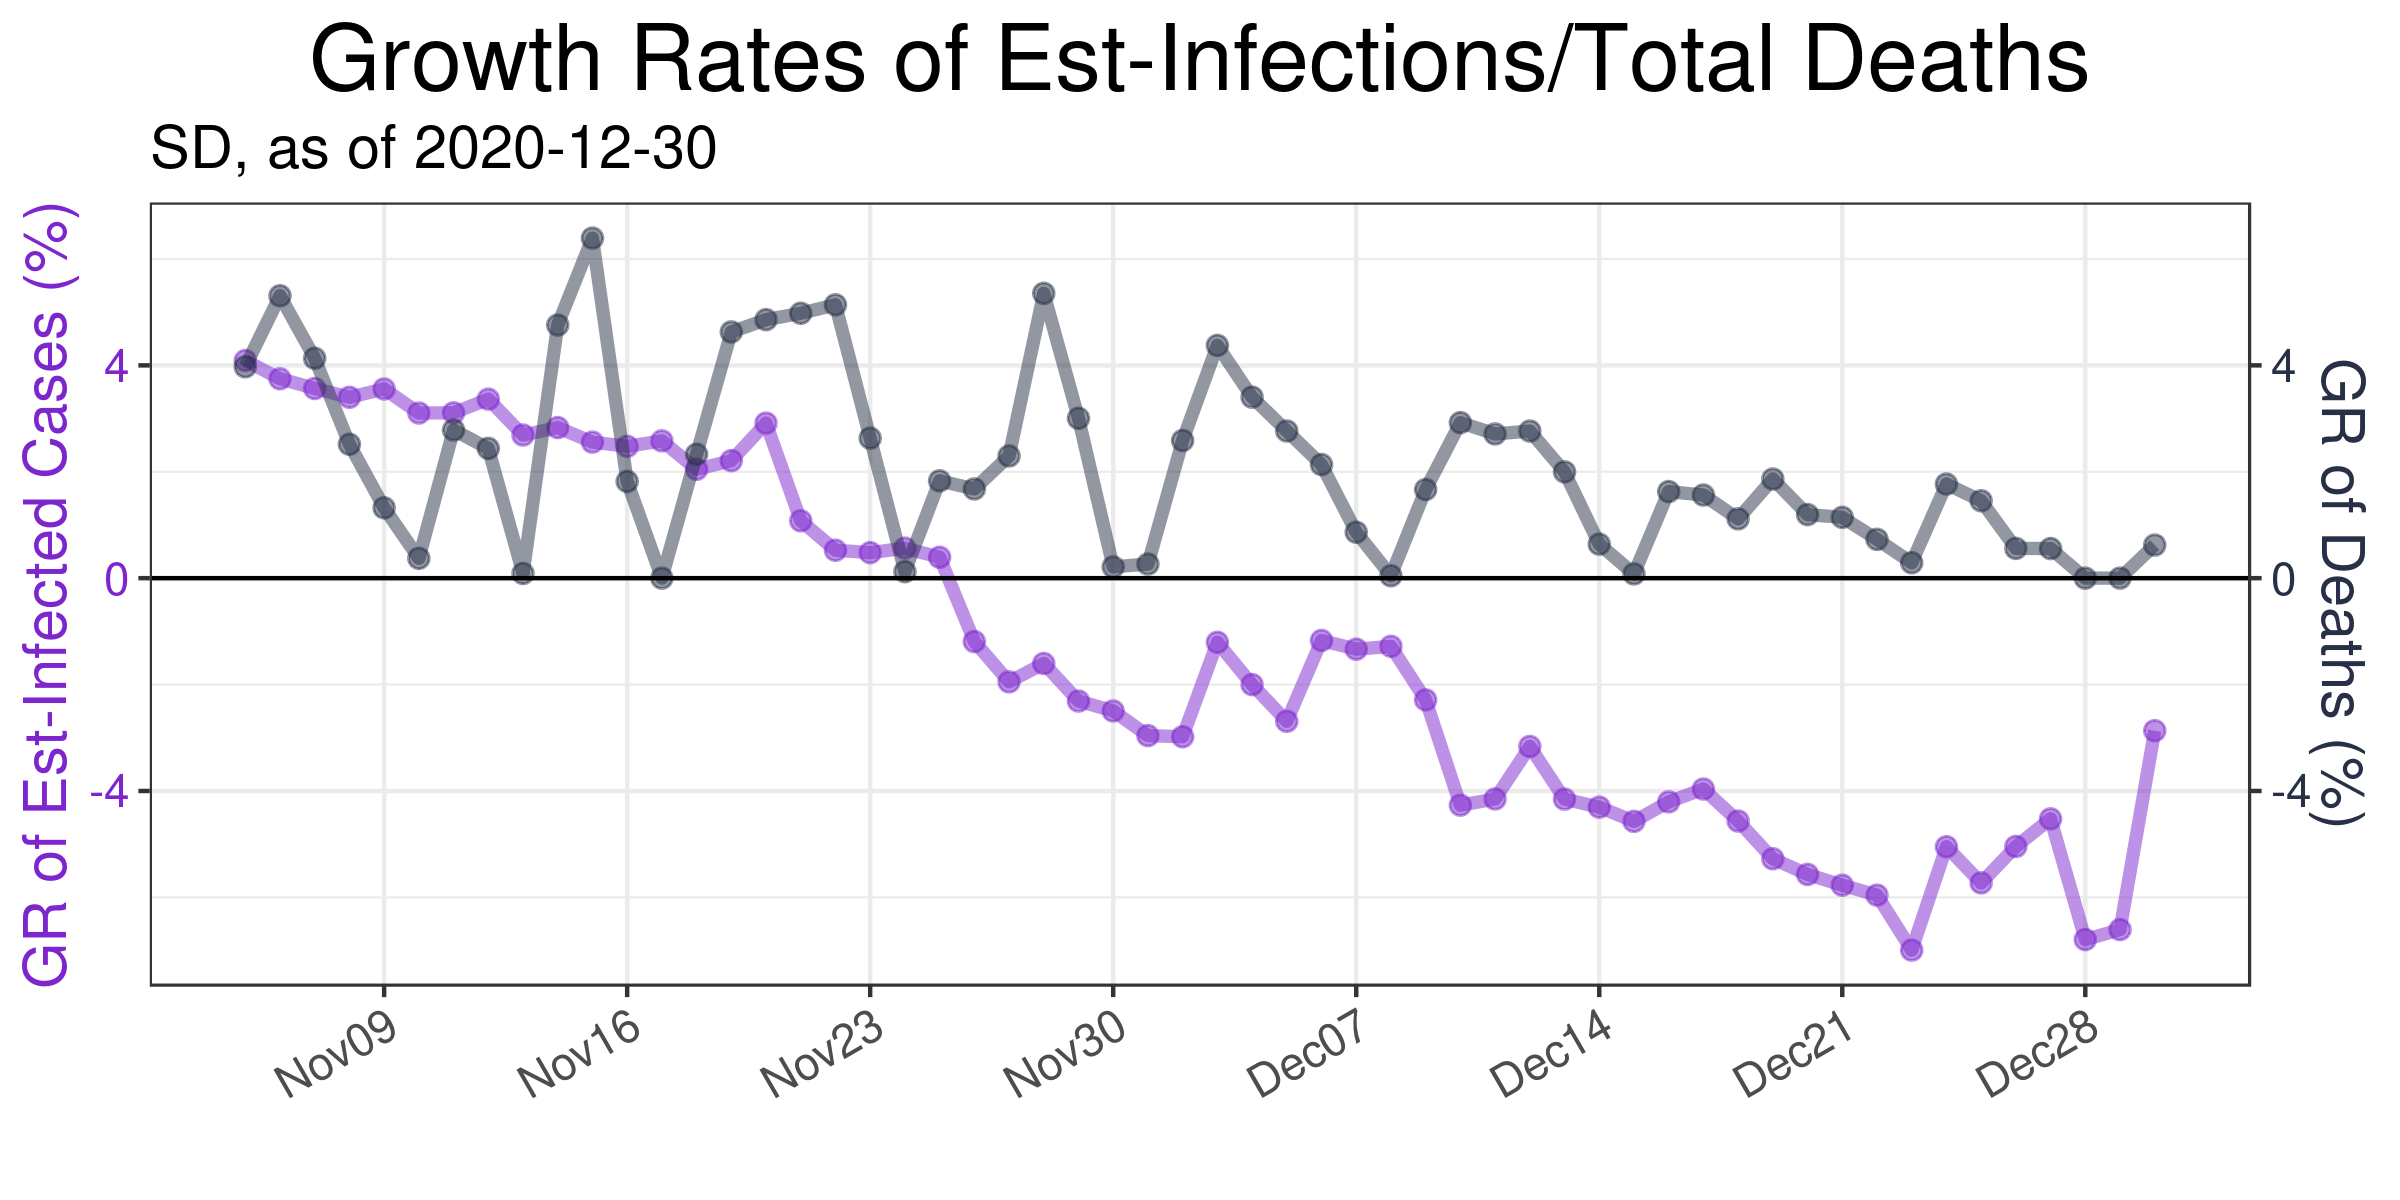 Growth Rates of Est-Infections/Total Deaths
SD, as of 2020-12-30
GR of Est-Infected Cases (%)
4
0
-4
4
0
-4
GR of Deaths (%)
Nov09
Nov16
Nov23
Nov30
Dec07
Dec14
Dec21
Dec28